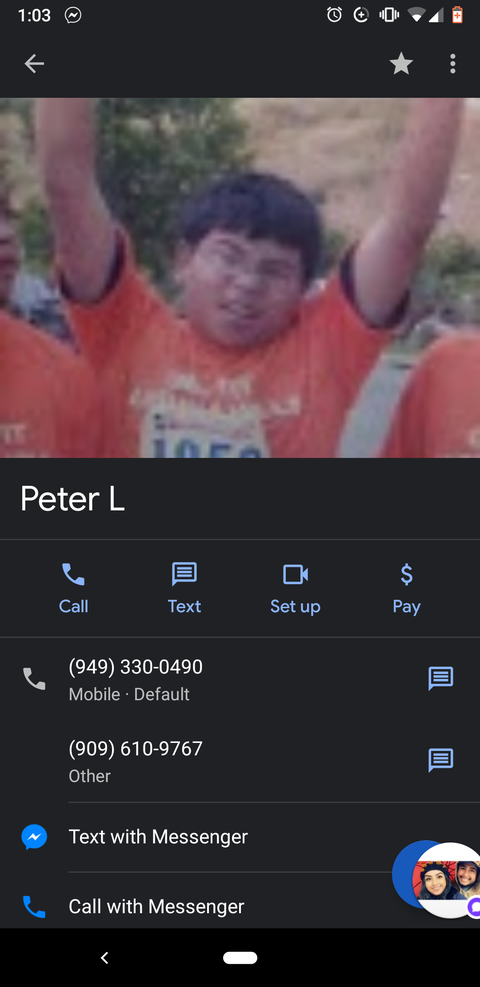 1:03
Peter L
Call
Text
Set up
Pay
(949) 330-0490
Mobile · Default
(909) 610-9767
Other
Text with Messenger
Call with Messenger